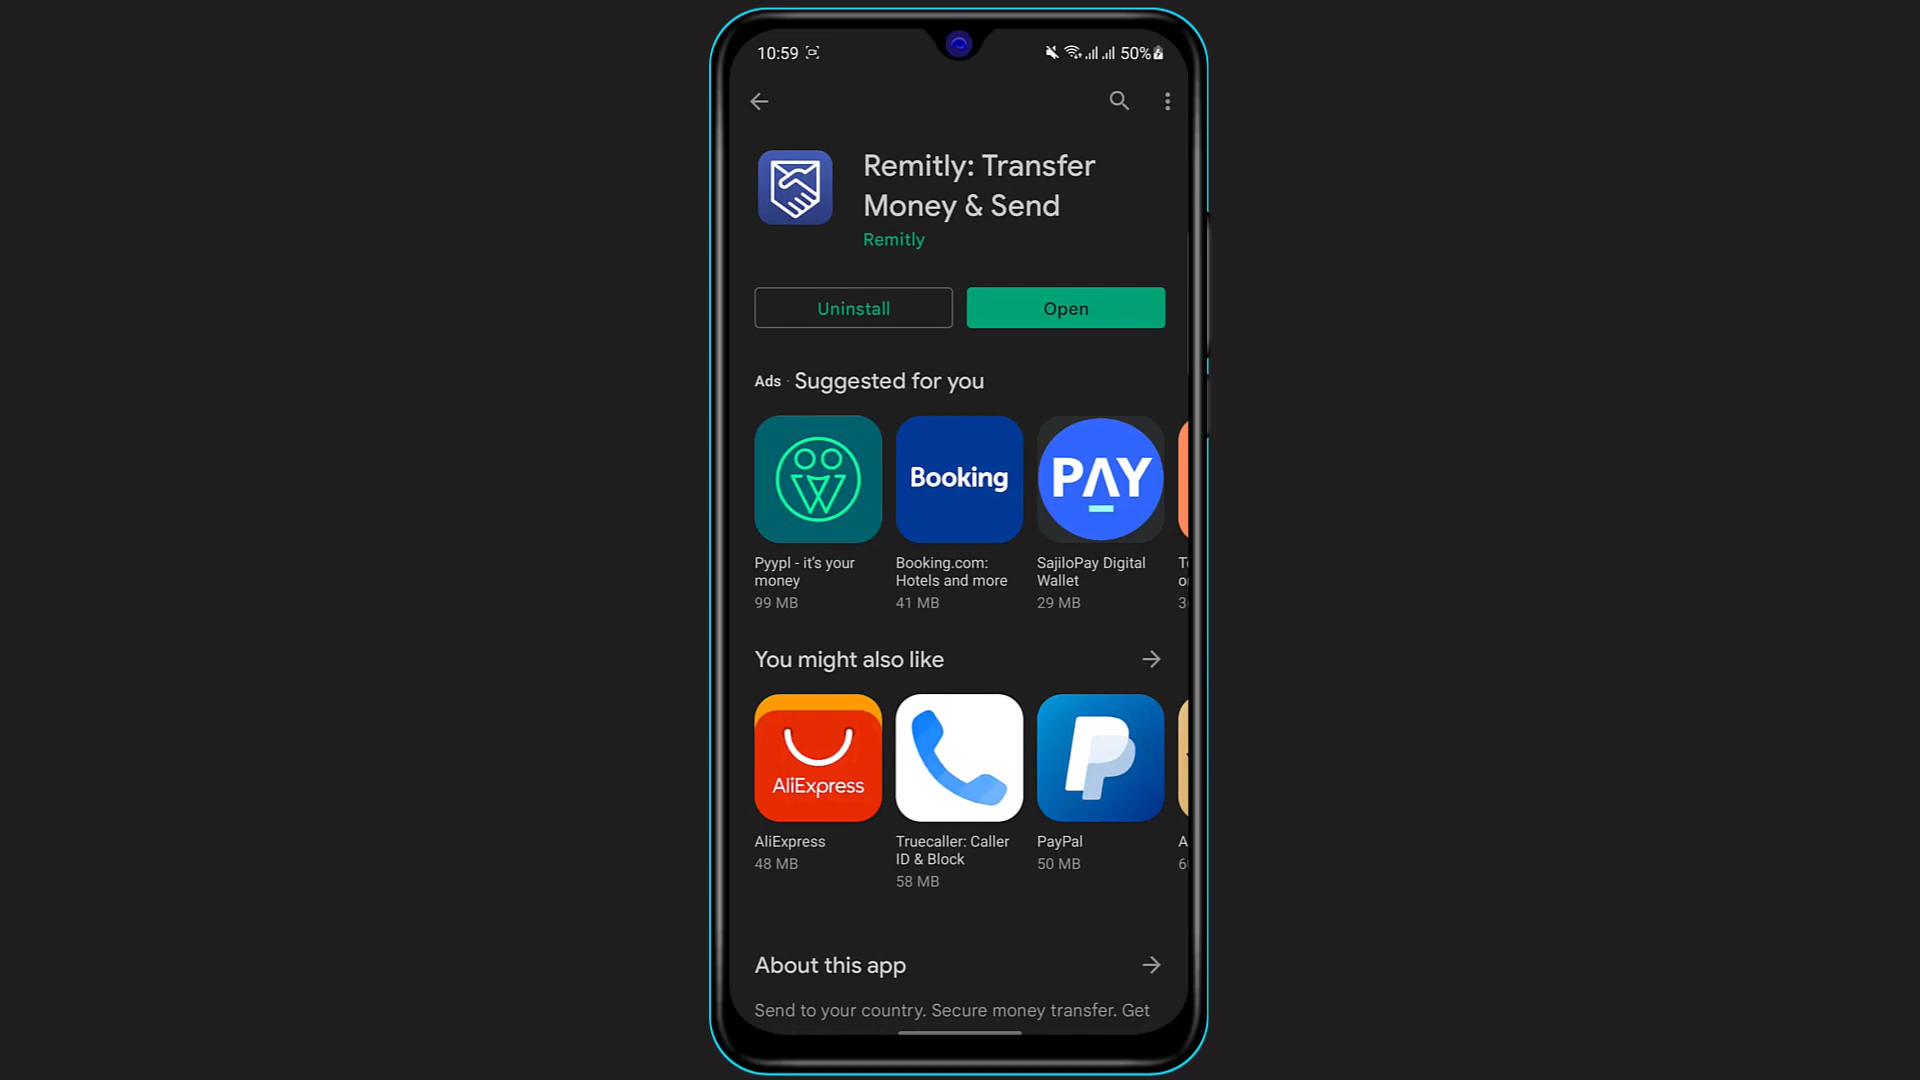 10:59
50%
Remitly: Transfer
Money & Send
Remitly
Uninstall
Open
Ads · Suggested for you
Booking
PAY
Pyypl - it's your
money
99 MB
Booking.com:
Hotels and more
41 MB
SajiloPay Digital
Wallet
29 MB
You might also like
AliExpress
AliExpress
48 MB
Truecaller: Caller
ID & Block
58 MB
PayPal
50 MB
About this app
Send to your country. Secure money transfer. Get